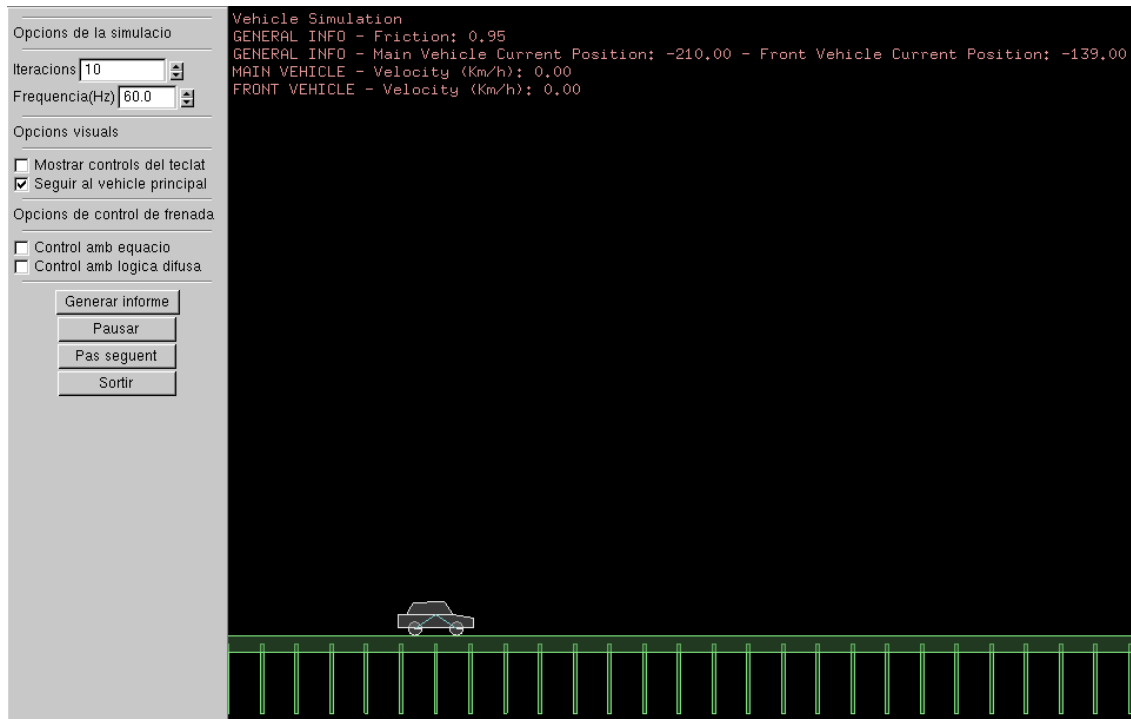 Opcions de la simulacio
Iteracions 10
Frequencia(Hz) 60.0
Opcions visuals
Mostrar controls del teclat
Seguir al vehicle principal
Opcions de control de frenada
Control amb equacio
Control amb logica difusa
Generar informe
Pausar
Pas seguent
Sortir
Vehicle Simulation
GENERAL INFO - Friction: 0.95
GENERAL INFO - Main Vehicle Current Position: -210.00 - Front Vehicle Current Position: -139.00
MAIN VEHICLE - Velocity (Km/h): 0.00
FRONT VEHICLE - Velocity (Km/h): 0.00